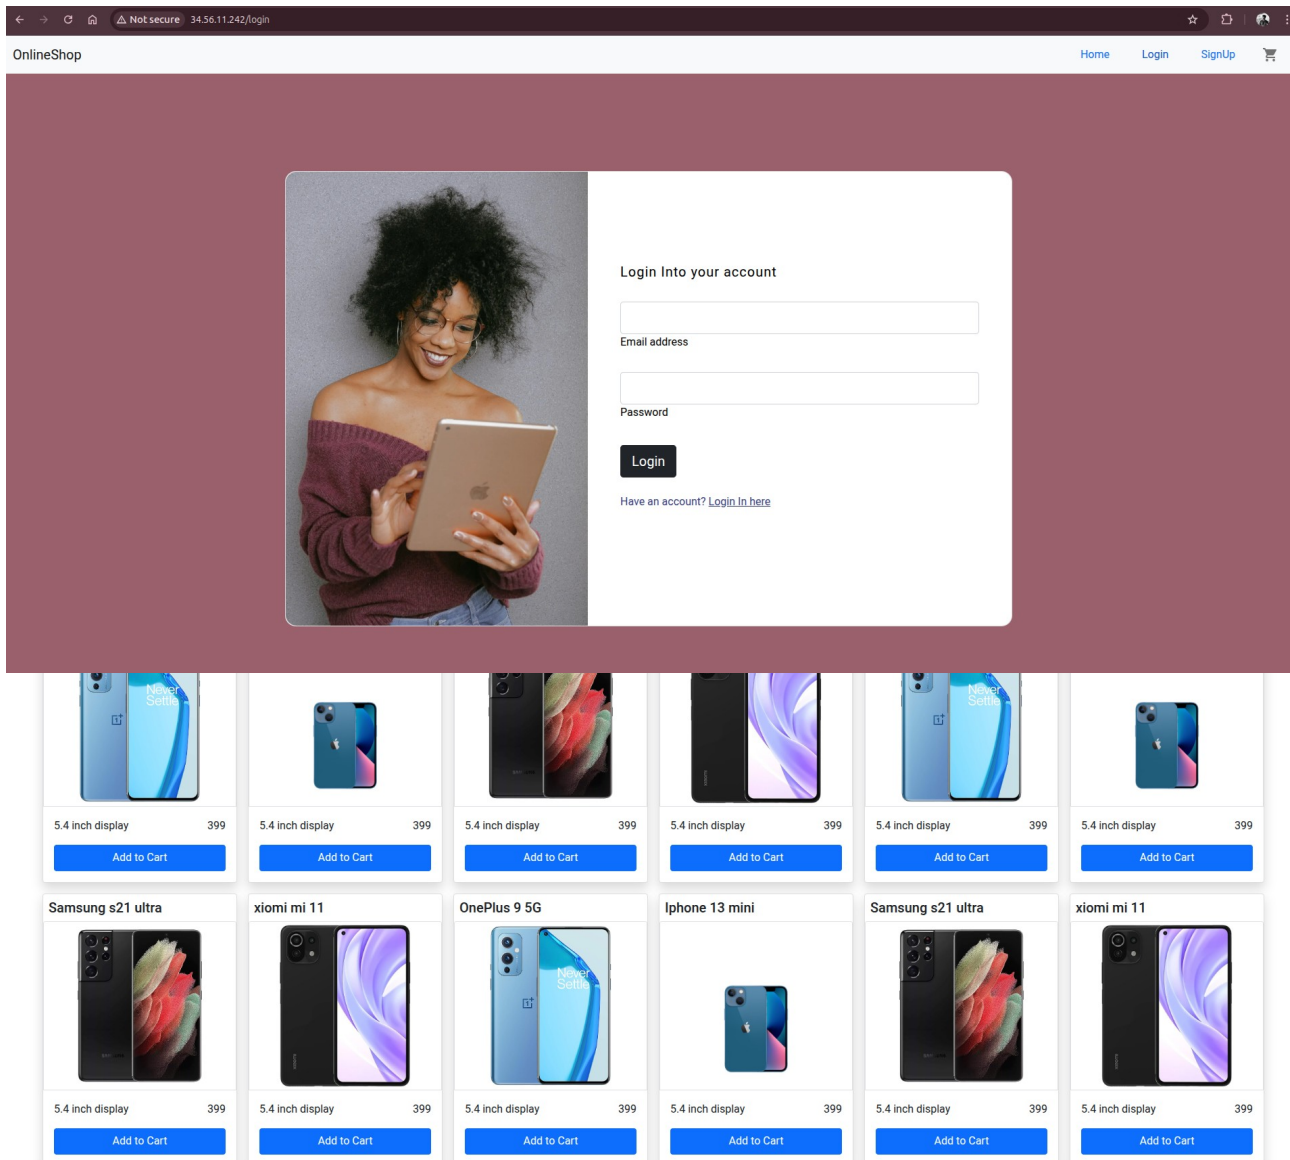 Not secure 34.56.11.242/login
OnlineShop Home Login SignUp
Login Into your account
Email address
Password
Login
Have an account? Login In here
Never Settle Never Settle
5.4 inch display 399 5.4 inch display 399 5.4 inch display 399 5.4 inch display 399 5.4 inch display 399 5.4 inch display 399
Add to Cart Add to Cart Add to Cart Add to Cart Add to Cart Add to Cart
Samsung s21 ultra xiomi mi 11 OnePlus 9 5G Iphone 13 mini Samsung s21 ultra xiomi mi 11
Never
Settle
5.4 inch display 399 5.4 inch display 399 5.4 inch display 399 5.4 inch display 399 5.4 inch display 399 5.4 inch display 399
Add to Cart Add to Cart Add to Cart Add to Cart Add to Cart Add to Cart